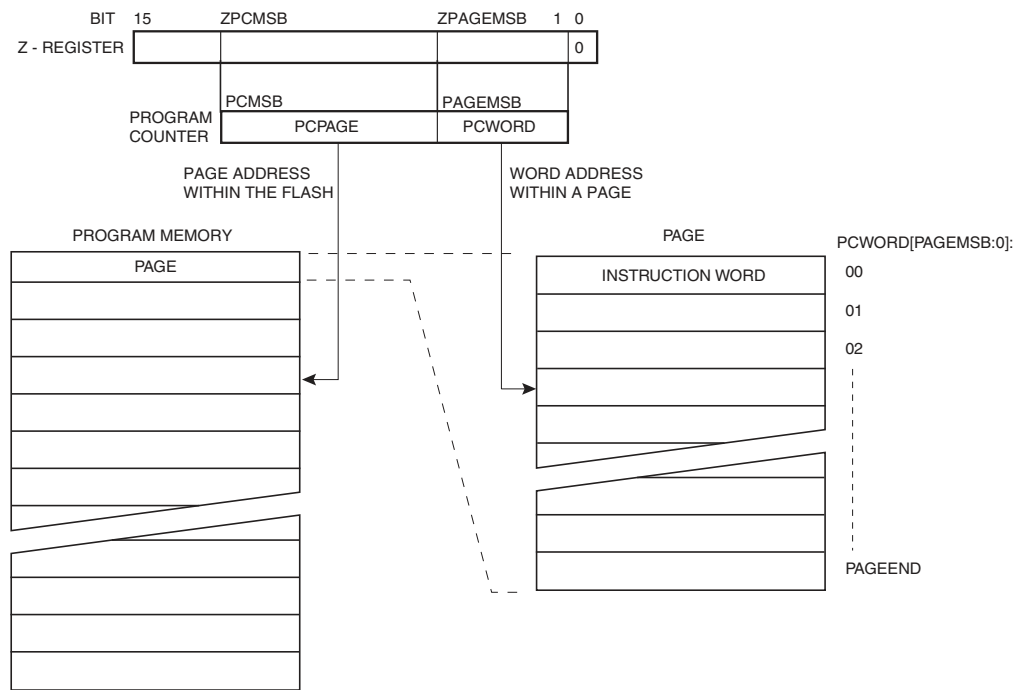 BIT 15 ZPCMSB ZPAGEMSB 1 0
Z - REGISTER 0
PCMSB PAGEMSB
PROGRAM
COUNTER
PCPAGE PCWORD
PAGE ADDRESS
WITHIN THE FLASH
WORD ADDRESS
WITHIN A PAGE
PROGRAM MEMORY
PAGE
PAGE
INSTRUCTION WORD
PCWORD[PAGEMSB:0]:
00
01
02
PAGEEND